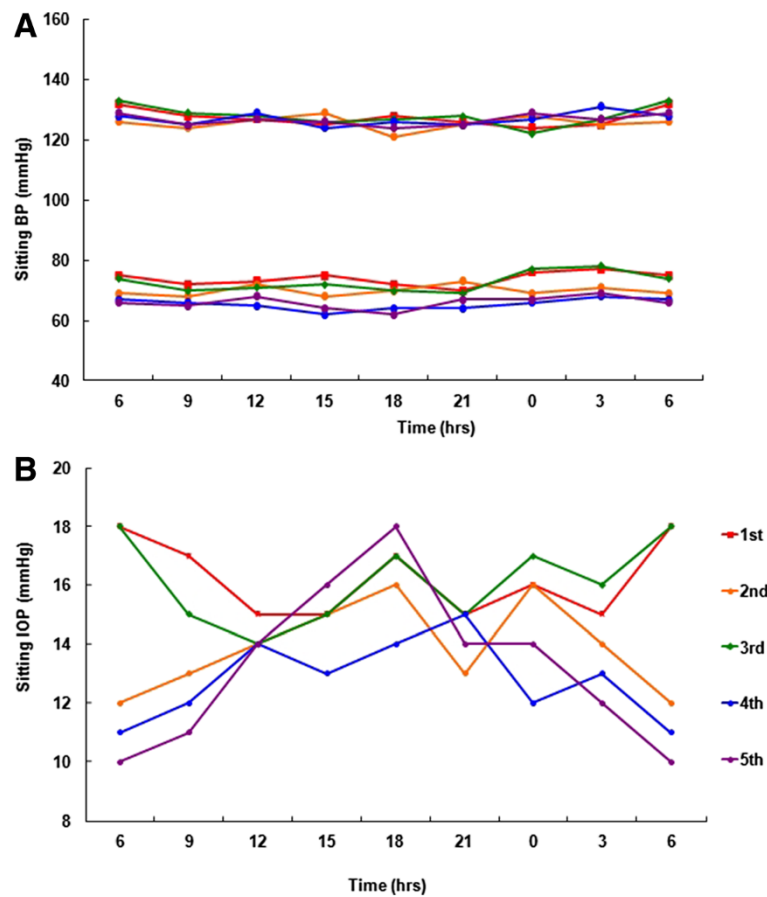 A
160
140
120
100
80
60
40
Sitting BP (mmHg)
6 9 12 15 18 21 0 3 6
Time (hrs)
B
20
18
16
14
12
10
8
Sitting IOP (mmHg)
6 9 12 15 18 21 0 3 6
Time (hrs)
1st
2nd
3rd
4th
5th